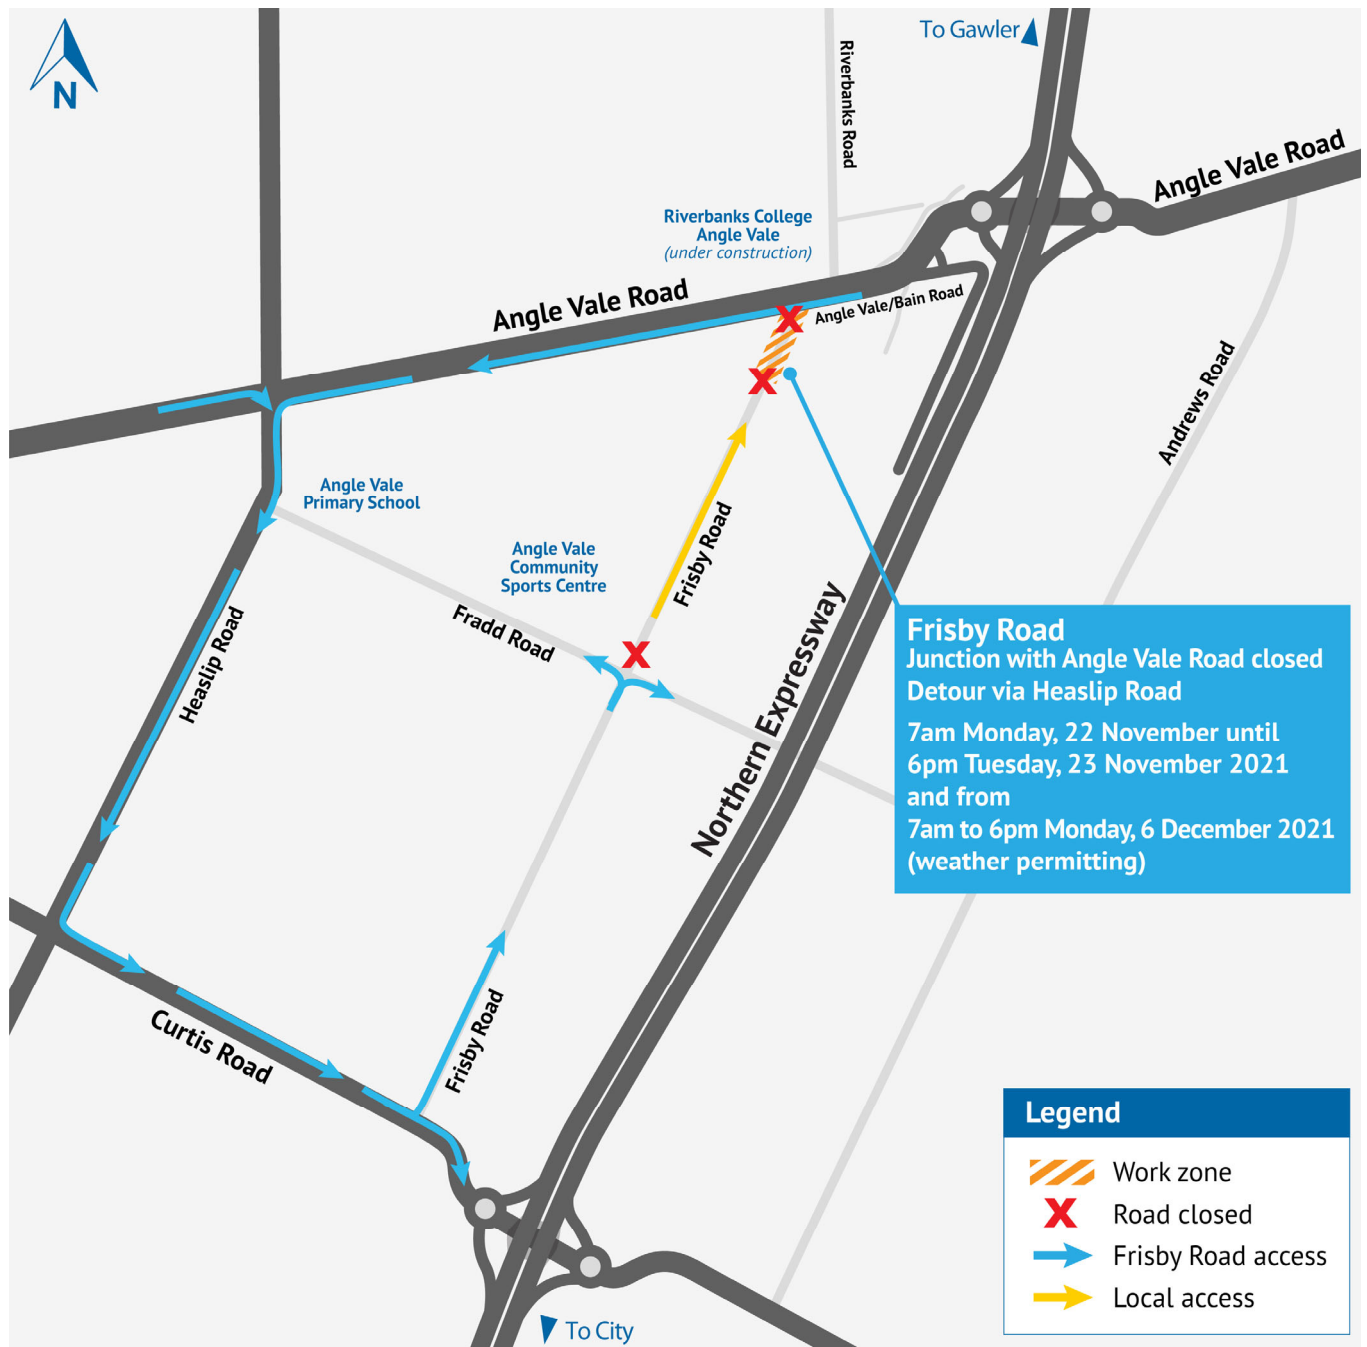 To Gawler
N
Riverbanks Road
Angle Vale Road
Riverbanks College
Angle Vale
(under construction)
Angle Vale Road
Angle Vale/Bain Road
Andrews Road
Angle Vale
Primary School
Angle Vale
Community
Sports Centre
Frisby Road
Fradd Road
Heaslip Road
Northern Expressway
Frisby Road
Junction with Angle Vale Road closed
Detour via Heaslip Road
7am Monday, 22 November until
6pm Tuesday, 23 November 2021
and from
7am to 6pm Monday, 6 December 2021
(weather permitting)
Curtis Road
Frisby Road
Legend
Work zone
Road closed
Frisby Road access
Local access
To City